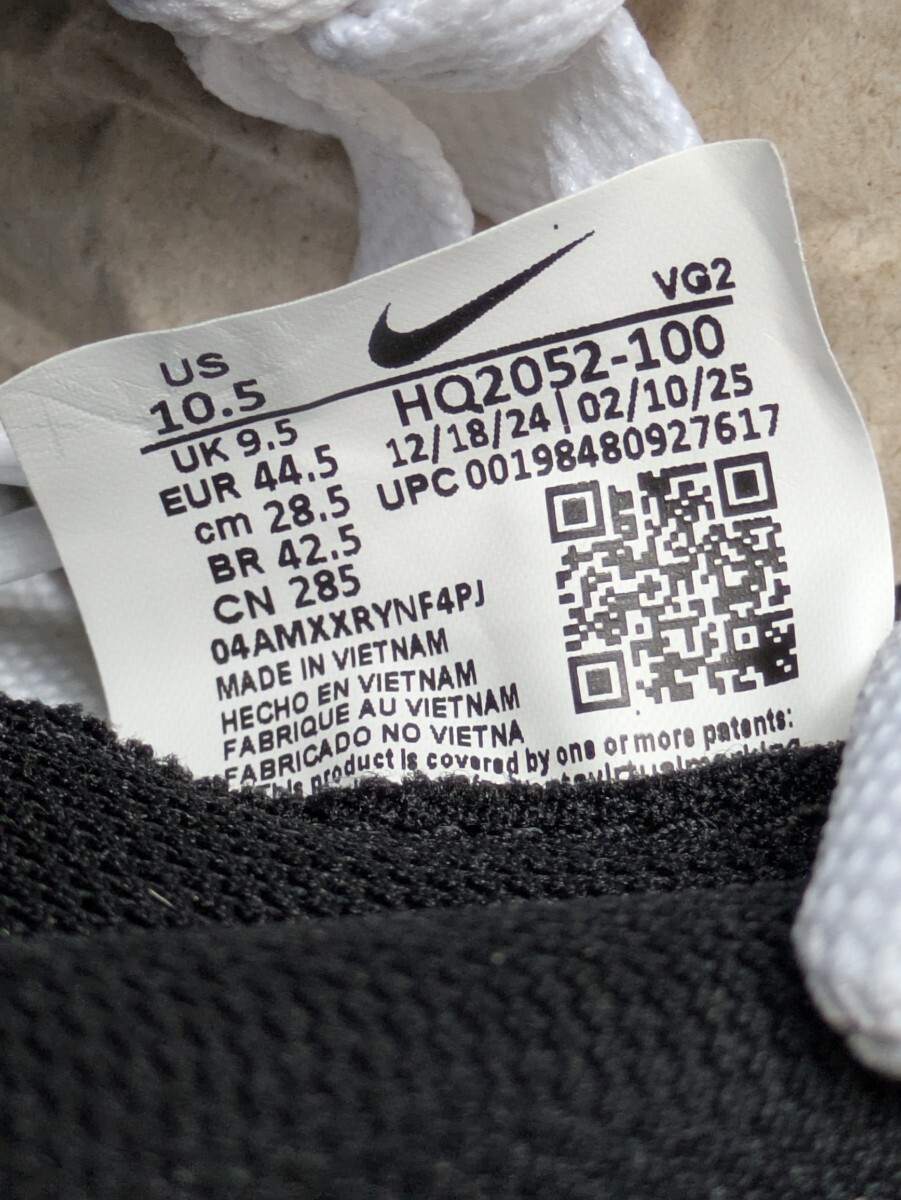 VG2
US
10.5
UK 9.5
EUR 44.5
cm 28.5
BR 42.5
CN 285
HQ2052-100
12/18/24 | 02/10/25
UPC 00198480927617
04AMXXRYNF4PJ
MADE IN VIETNAM
HECHO EN VIETNAM
FABRIQUE AU VIETNAM
FABRICADO NO VIETNA
This product is covered by one or more patents: